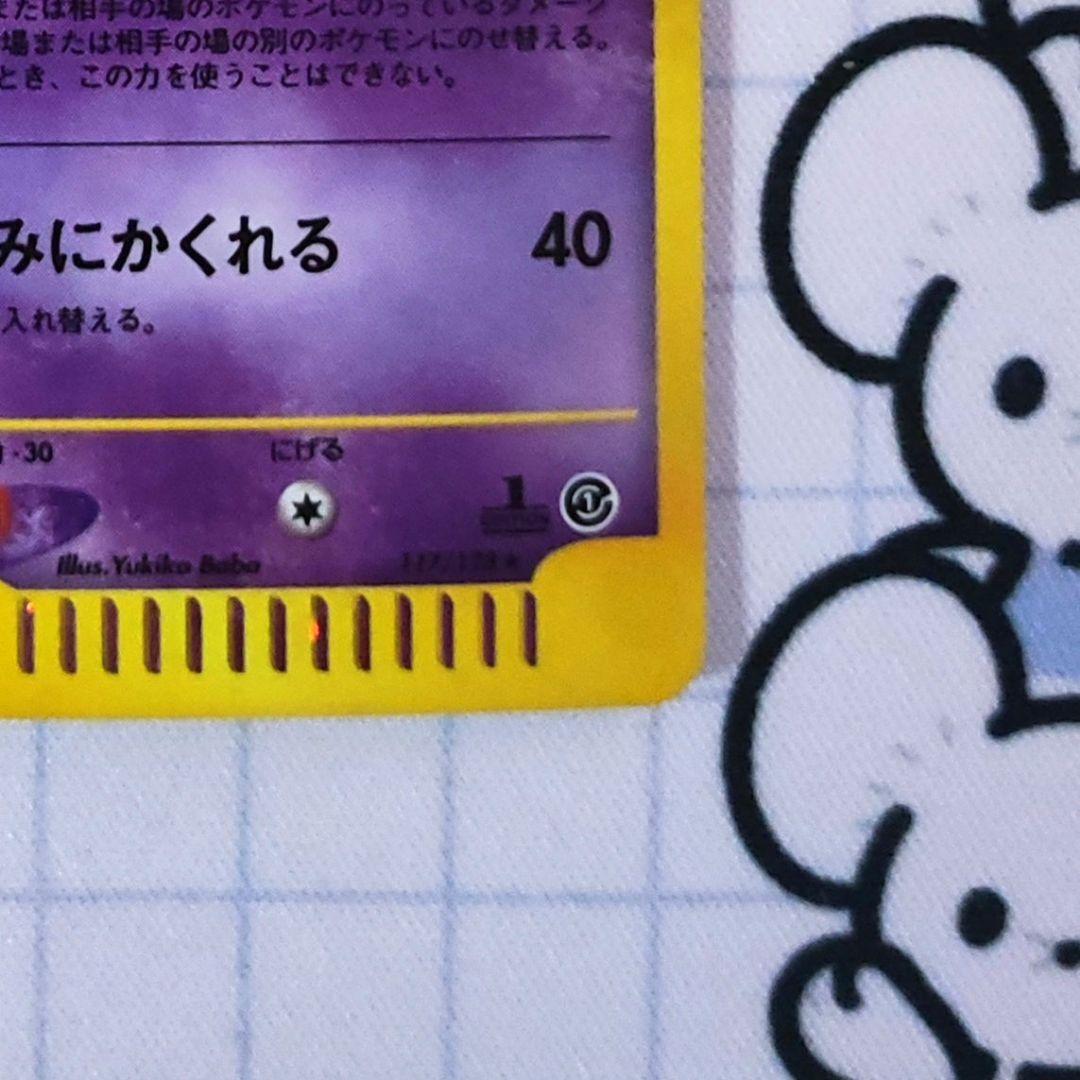 または相手の場のポケモンにのっているダメージ
場または相手の場の別のポケモンにのせ替える。
とき、この力を使うことはできない。
みにかくれる 40
入れ替える。
・30 にげる
1 EDITION 1
Illus. Yukiko Baba